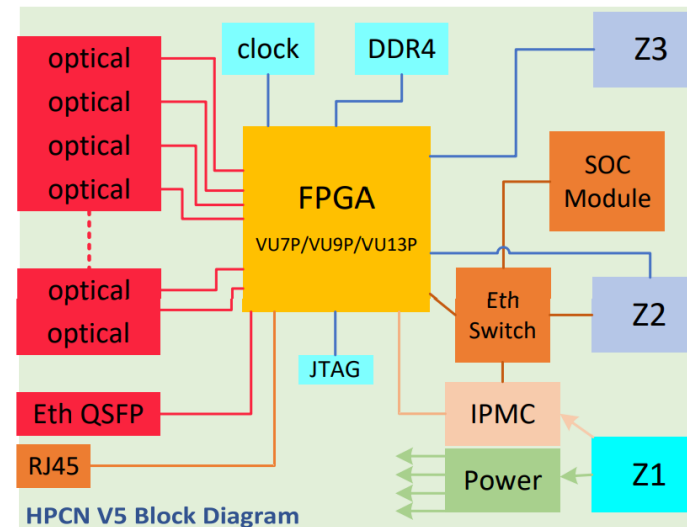 optical
optical
optical
optical
optical
optical
Eth QSFP
RJ45
clock
DDR4
FPGA
VU7P/VU9P/VU13P
JTAG
Z3
SOC
Module
Eth
Switch
Z2
IPMC
Power
Z1
HPCN V5 Block Diagram